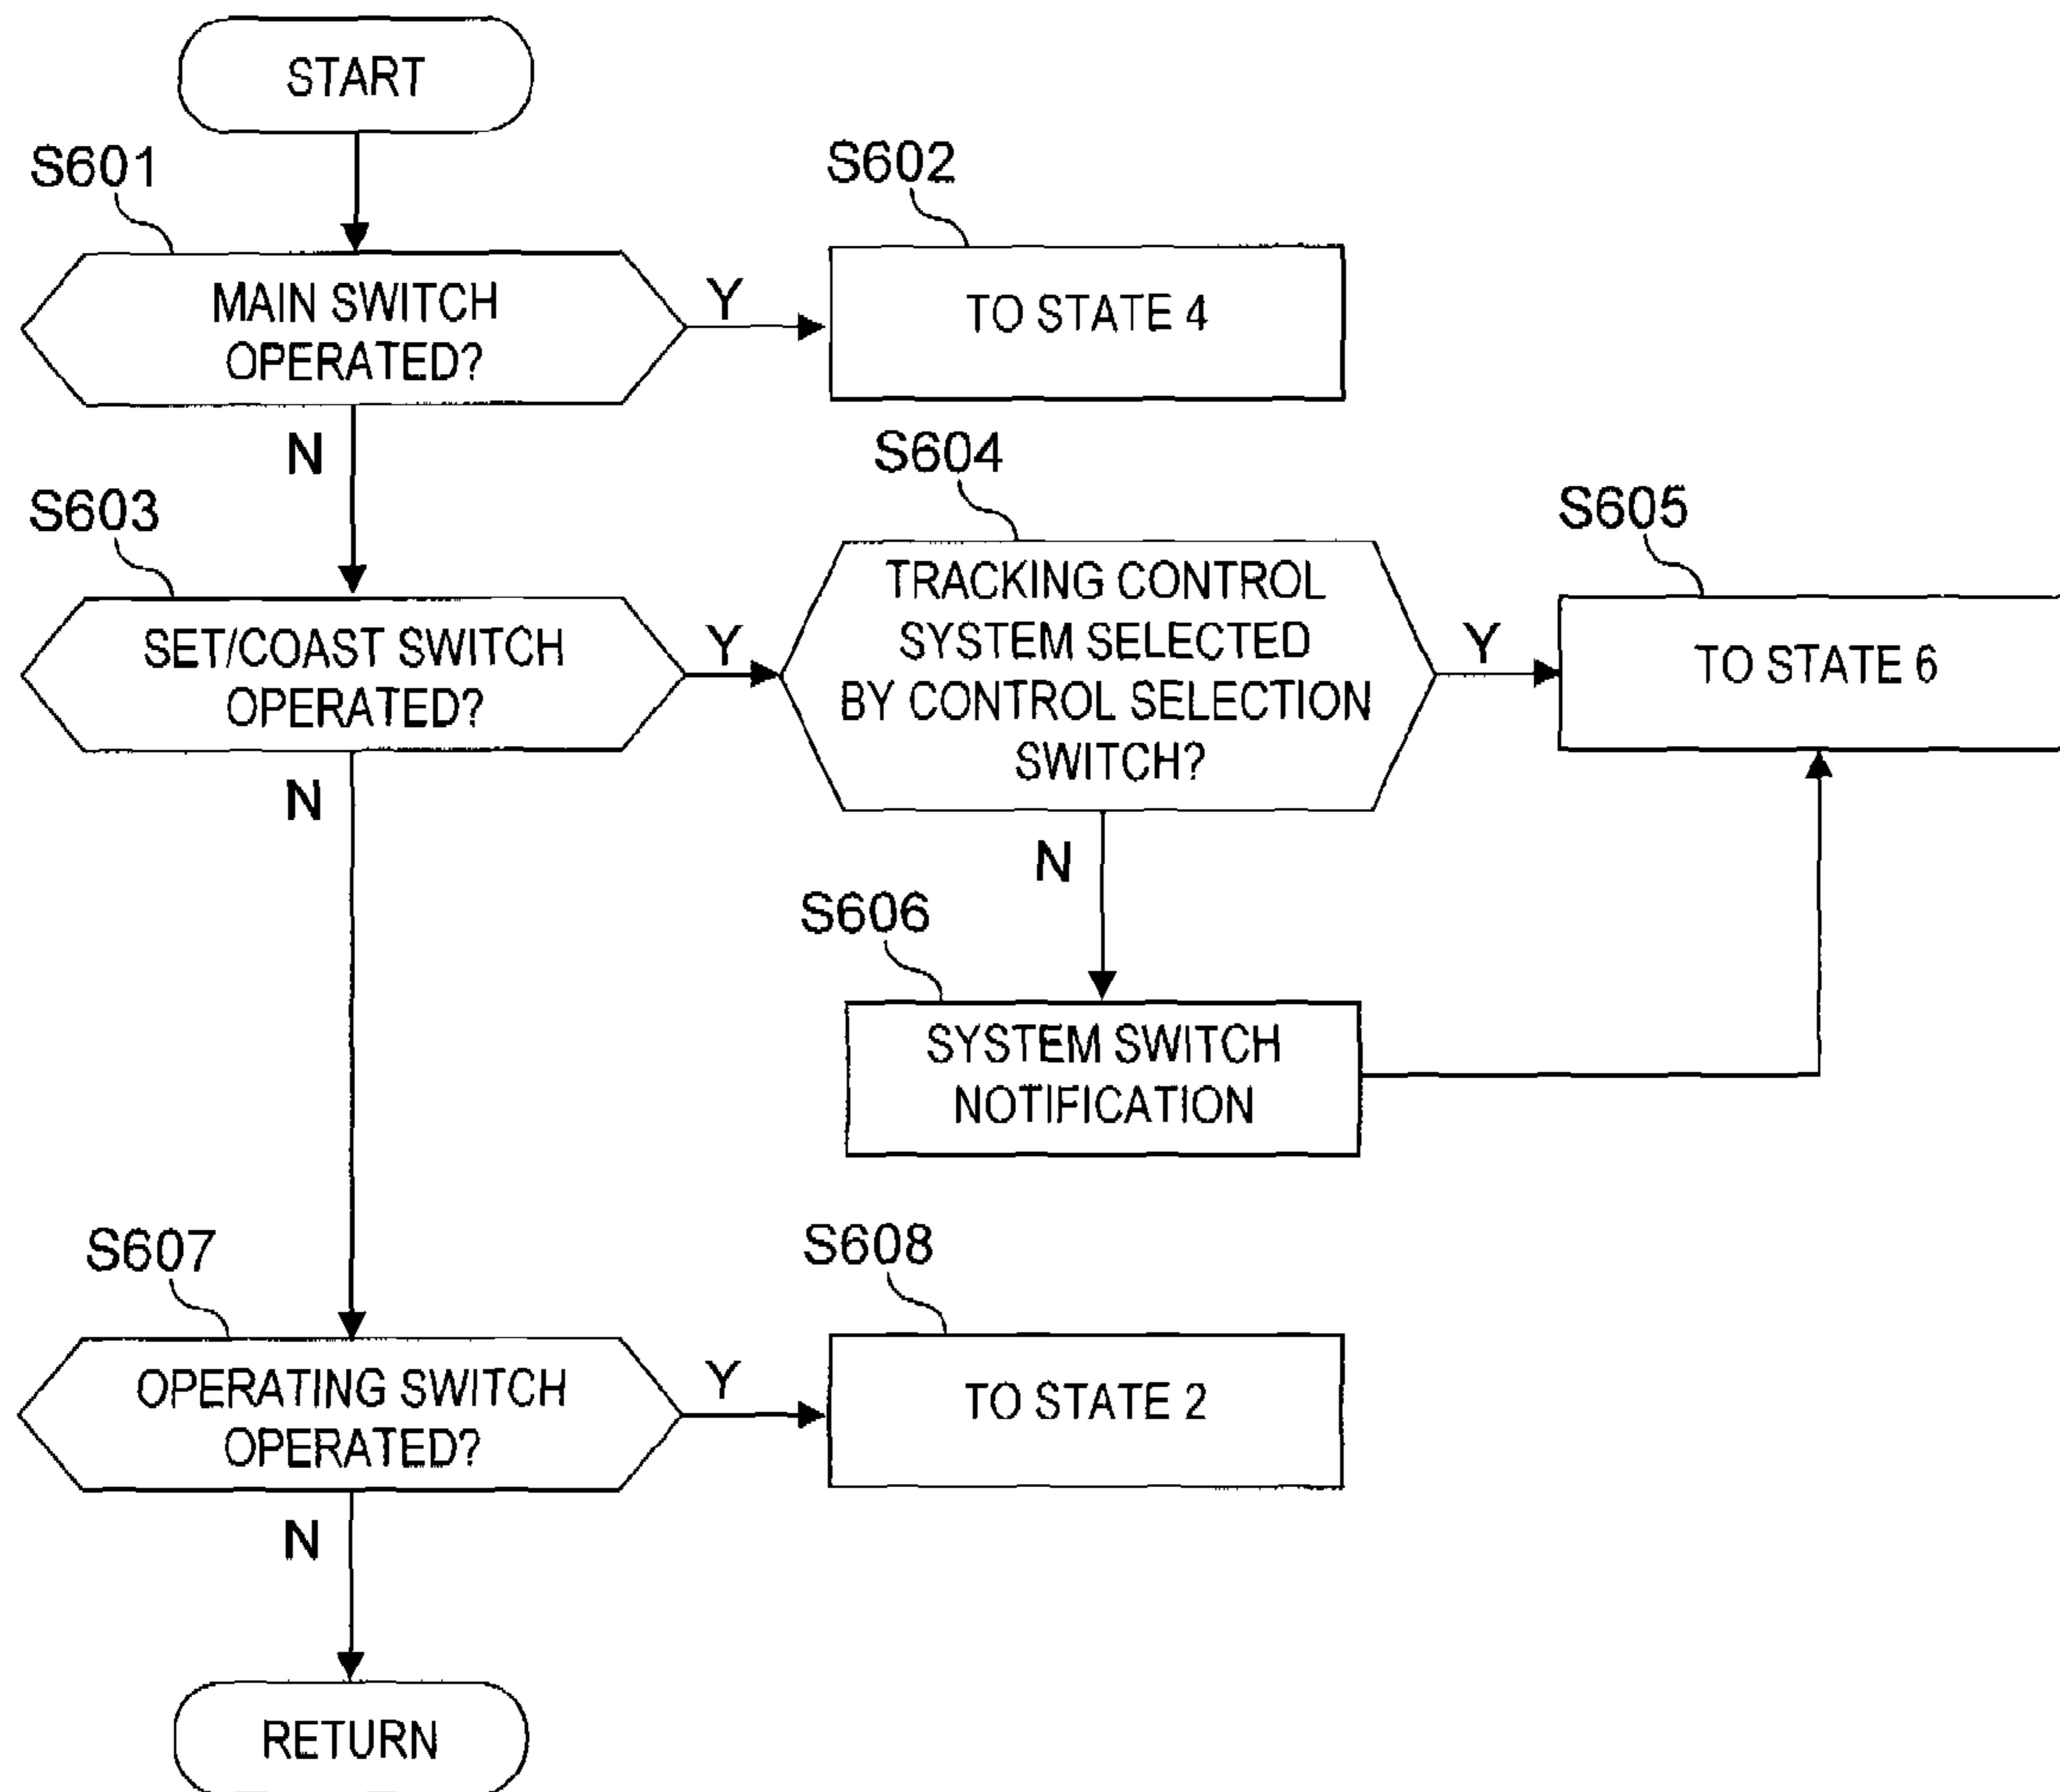 START
S601
MAIN SWITCH
OPERATED?
Y
S602
TO STATE 4
N
S603
SET/COAST SWITCH
OPERATED?
Y
S604
TRACKING CONTROL
SYSTEM SELECTED
BY CONTROL SELECTION
SWITCH?
Y
S605
TO STATE 6
N
N
S606
SYSTEM SWITCH
NOTIFICATION
S607
OPERATING SWITCH
OPERATED?
Y
S608
TO STATE 2
N
RETURN